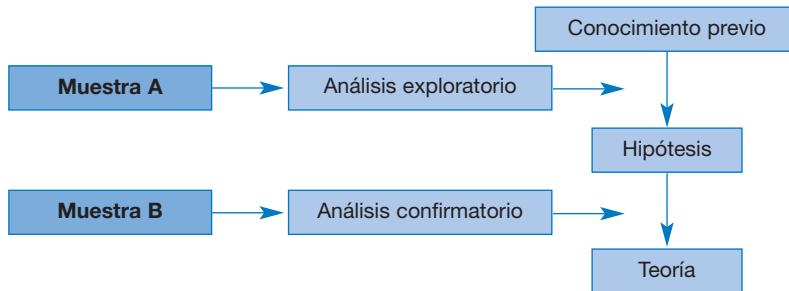 Conocimiento previo
Muestra A
Análisis exploratorio
Hipótesis
Muestra B
Análisis confirmatorio
Teoría